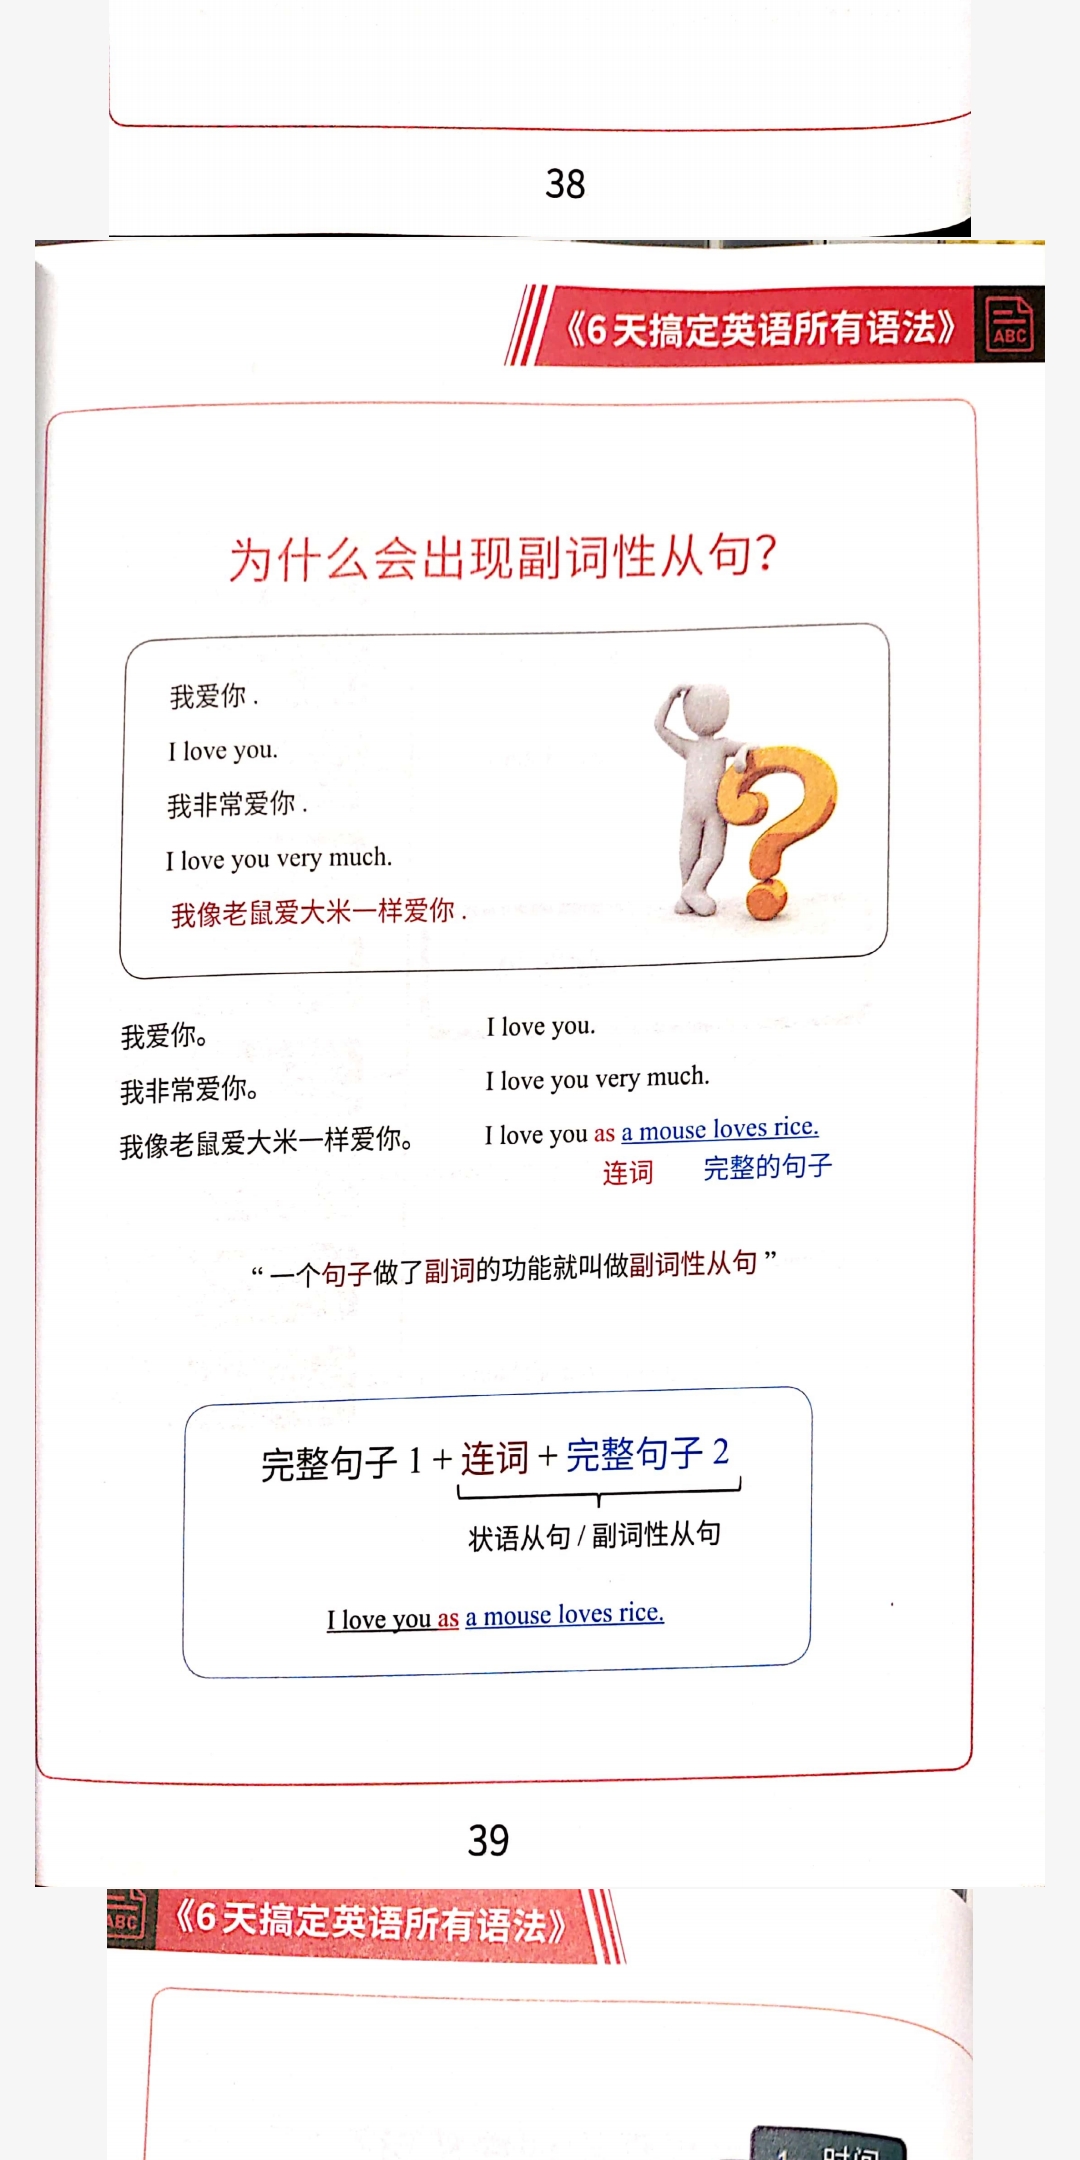 38
《6天搞定英语所有语法》
ABC
为什么会出现副词性从句?
我爱你 .
I love you.
我非常爱你 .
I love you very much.
我像老鼠爱大米一样爱你 .
我爱你。 I love you.
我非常爱你。 I love you very much.
我像老鼠爱大米一样爱你。 I love you as a mouse loves rice.
连词 完整的句子
“ 一个句子做了副词的功能就叫做副词性从句 ”
完整句子 1 + 连词 + 完整句子 2
状语从句 / 副词性从句
I love you as a mouse loves rice.
39
ABC 《6天搞定英语所有语法》